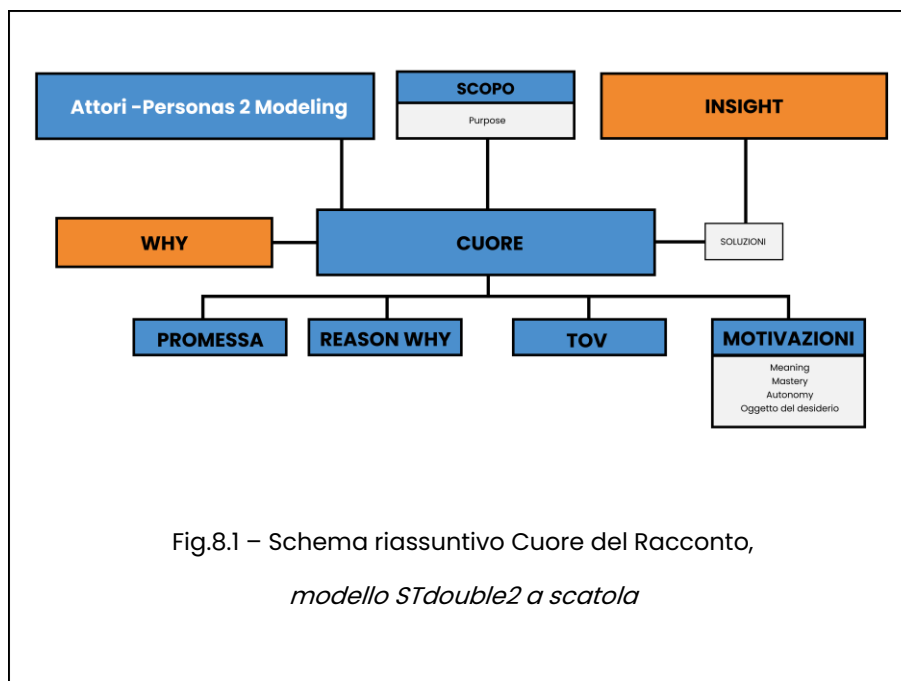 Attori -Personas 2 Modeling
SCOPO
Purpose
INSIGHT
WHY
CUORE
SOLUZIONI
PROMESSA
REASON WHY
TOV
MOTIVAZIONI
Meaning
Mastery
Autonomy
Oggetto del desiderio
Fig.8.1 – Schema riassuntivo Cuore del Racconto,
modello STdouble2 a scatola